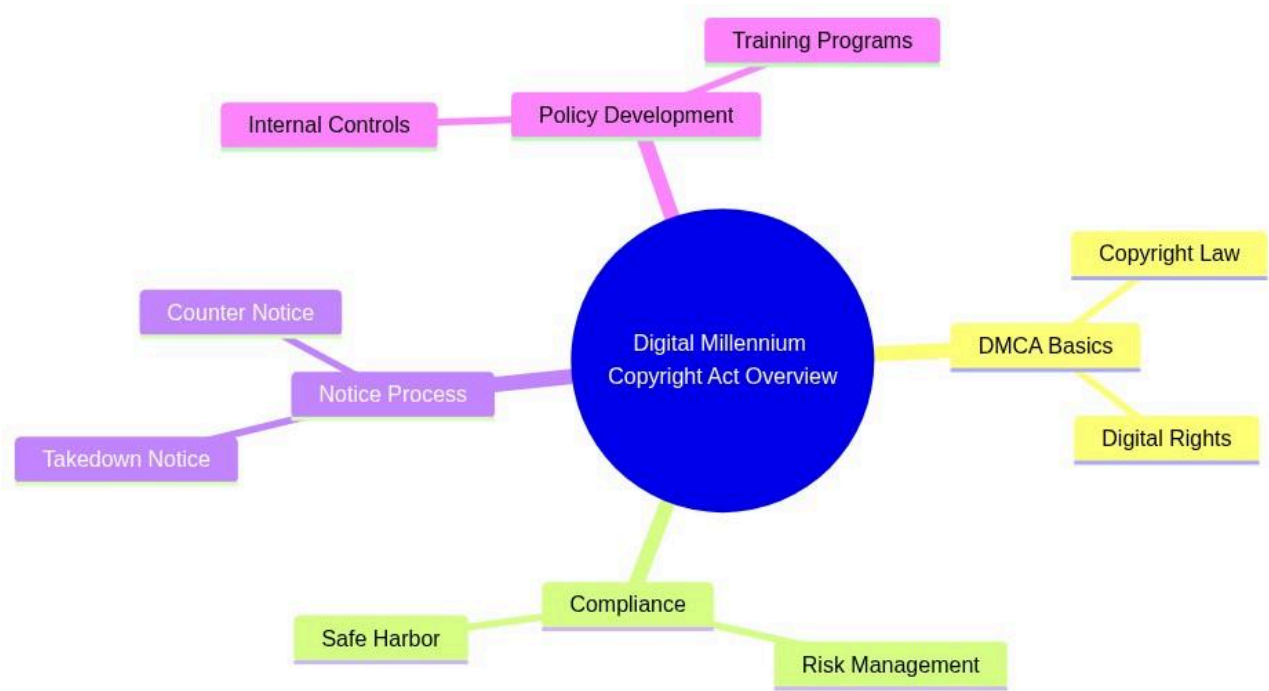 Training Programs
Policy Development
Internal Controls
Copyright Law
Counter Notice
Digital Millennium
Copyright Act Overview
DMCA Basics
Notice Process
Digital Rights
Takedown Notice
Compliance
Safe Harbor
Risk Management